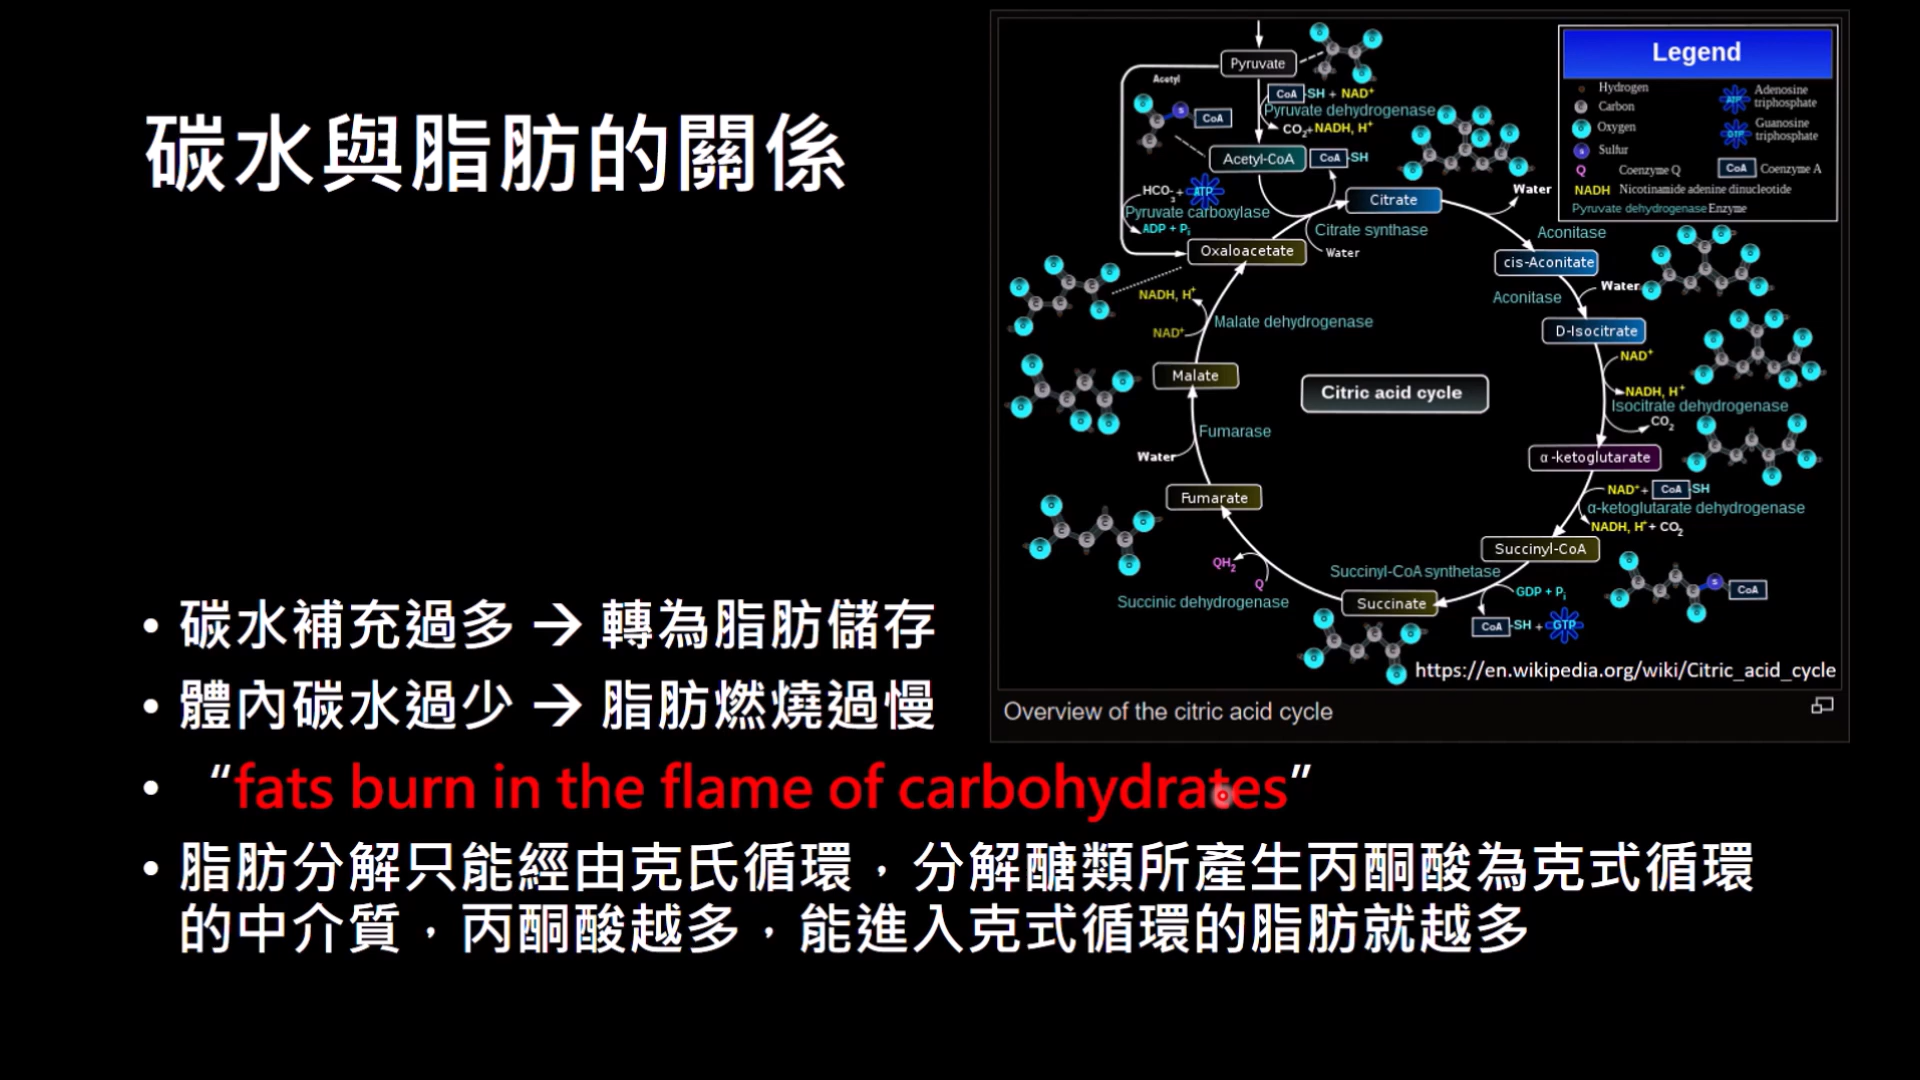 碳水與脂肪的關係
Legend
Hydrogen
Carbon
Oxygen
S Sulfur
Q Coenzyme Q
ATP Adenosine triphosphate
GTP Guanosine triphosphate
CoA Coenzyme A
NADH Nicotinamide adenine dinucleotide
Pyruvate dehydrogenase Enzyme
Pyruvate
Acetyl
CoA-SH + NAD⁺
Pyruvate dehydrogenase
CO₂+NADH, H⁺
S CoA
Acetyl-CoA
CoA-SH
HCO₃⁻ + ATP
Pyruvate carboxylase
ADP + Pᵢ
Citrate
Water
Citrate synthase
Water
Oxaloacetate
Aconitase
cis-Aconitate
Water
Aconitase
D-Isocitrate
NAD⁺
NADH, H⁺
Isocitrate dehydrogenase
CO₂
α-ketoglutarate
NAD⁺+ CoA-SH
α-ketoglutarate dehydrogenase
NADH, H⁺+ CO₂
Succinyl-CoA
S CoA
Succinyl-CoA synthetase
GDP + Pᵢ
CoA-SH + GTP
Succinate
Q
QH₂
Succinic dehydrogenase
Fumarate
Water
Fumarase
Malate
NAD⁺
NADH, H⁺
Malate dehydrogenase
Citric acid cycle
https://en.wikipedia.org/wiki/Citric_acid_cycle
Overview of the citric acid cycle
• 碳水補充過多 → 轉為脂肪儲存
• 體內碳水過少 → 脂肪燃燒過慢
• “fats burn in the flame of carbohydrates”
• 脂肪分解只能經由克氏循環，分解醣類所產生丙酮酸為克式循環
的中介質，丙酮酸越多，能進入克式循環的脂肪就越多